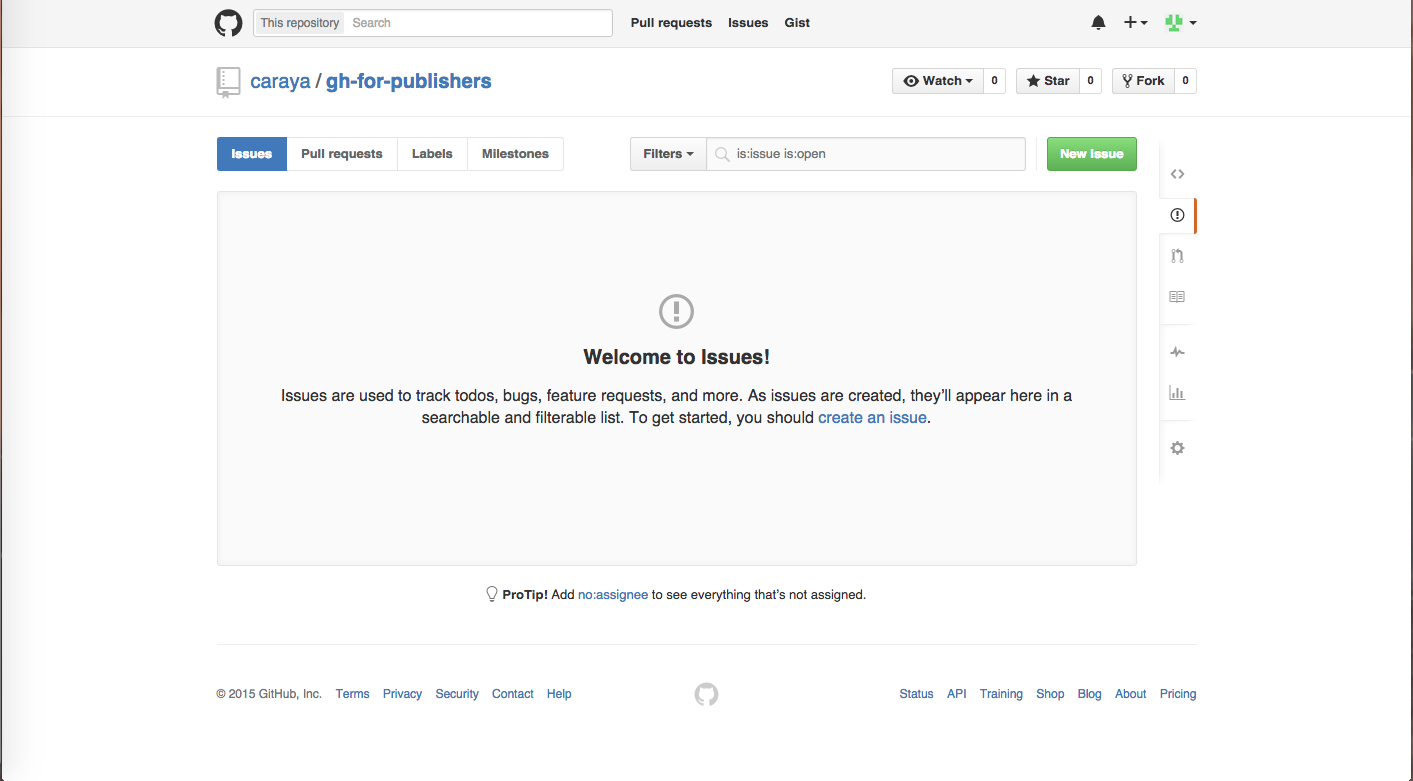 This repository Search Pull requests Issues Gist
caraya / gh-for-publishers Watch 0 Star 0 Fork 0
Issues Pull requests Labels Milestones Filters is:issue is:open New Issue
Welcome to Issues!
Issues are used to track todos, bugs, feature requests, and more. As issues are created, they’ll appear here in a
searchable and filterable list. To get started, you should create an issue.
ProTip! Add no:assignee to see everything that’s not assigned.
© 2015 GitHub, Inc. Terms Privacy Security Contact Help Status API Training Shop Blog About Pricing